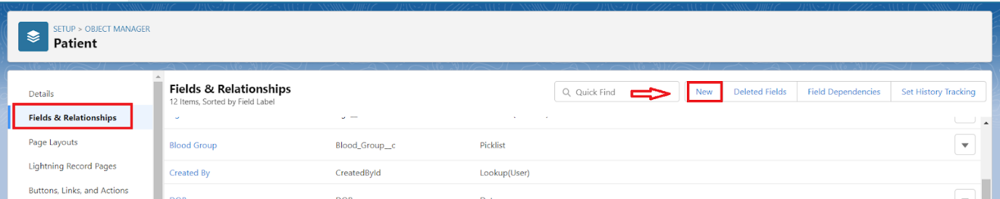 SETUP > OBJECT MANAGER
Patient
Details
Fields & Relationships
Page Layouts
Lightning Record Pages
Buttons, Links, and Actions
Fields & Relationships
12 Items, Sorted by Field Label
Quick Find
New Deleted Fields Field Dependencies Set History Tracking
Blood Group Blood_Group__c Picklist
Created By CreatedById Lookup(User)